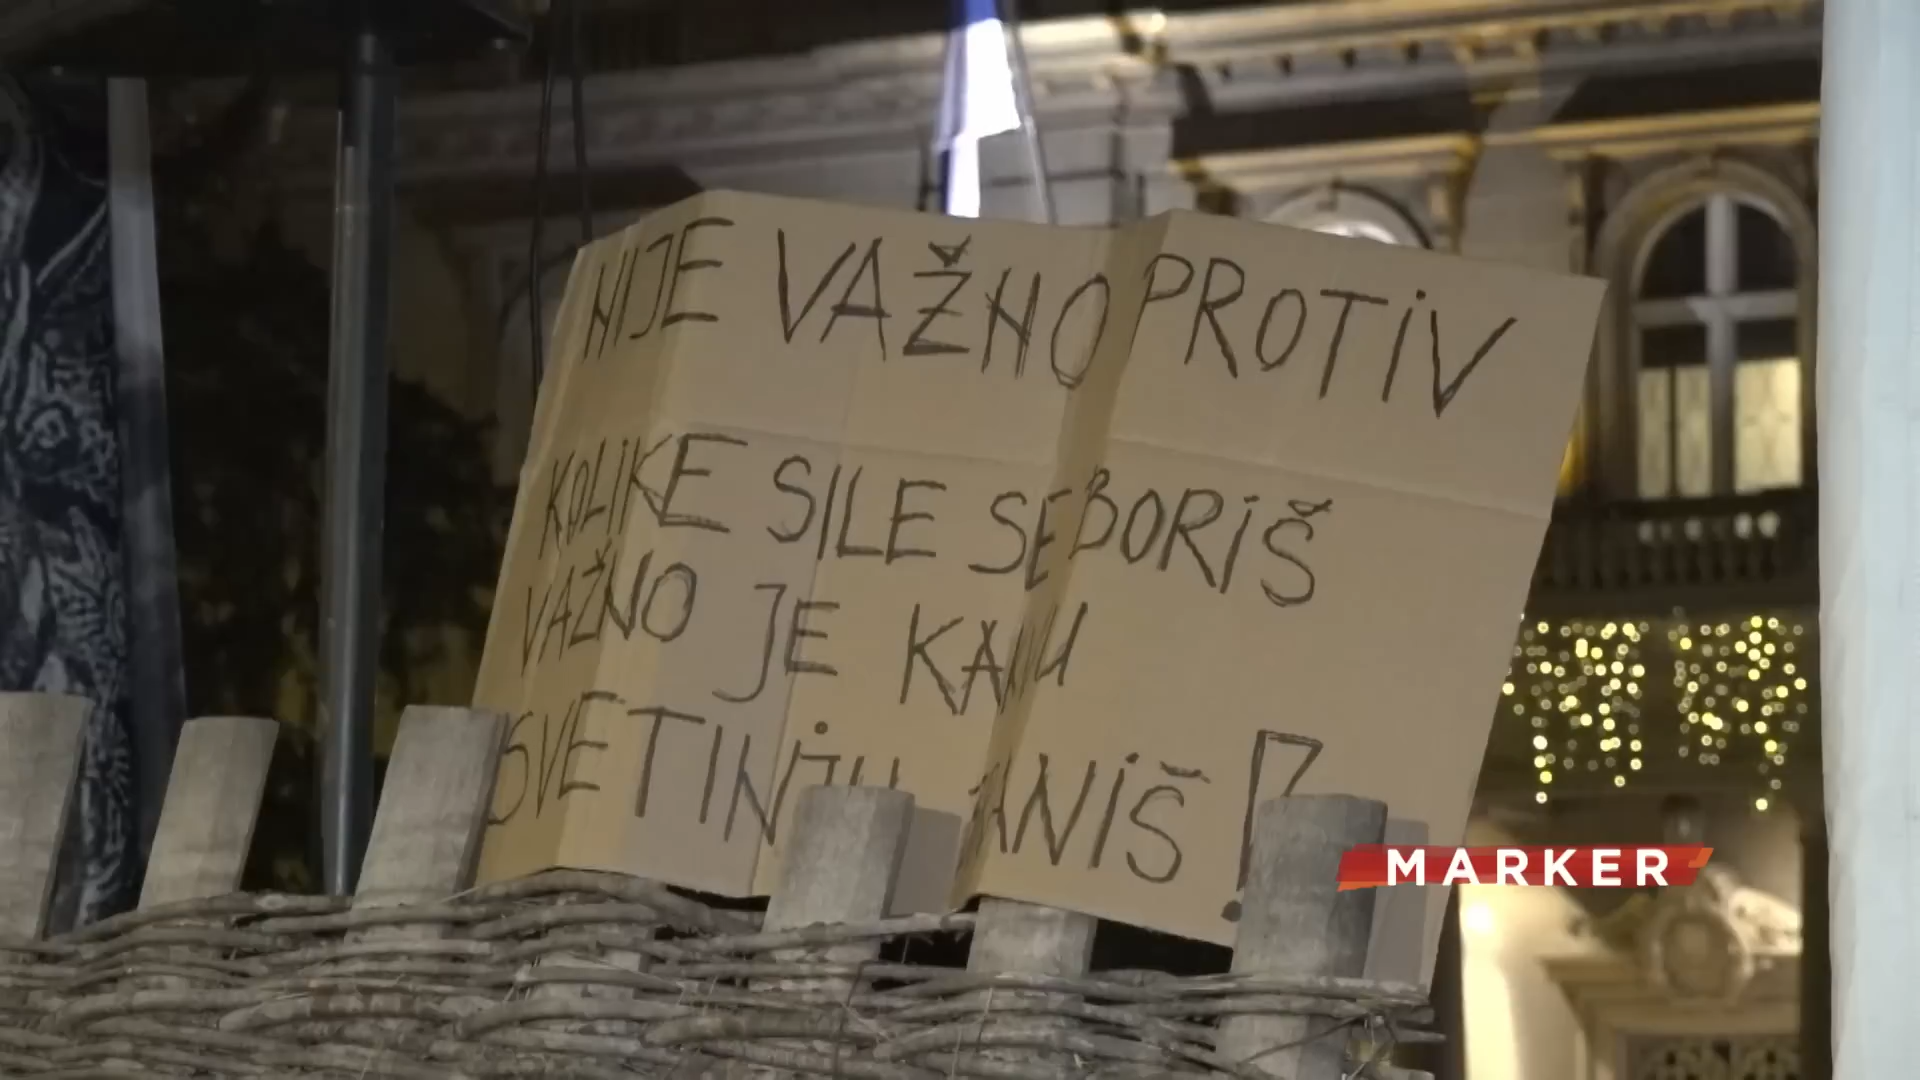 NIJE VAŽNO PROTIV
KOLIKE SILE SE BORIŠ
VAŽNO JE
SVETINJU
MARKER